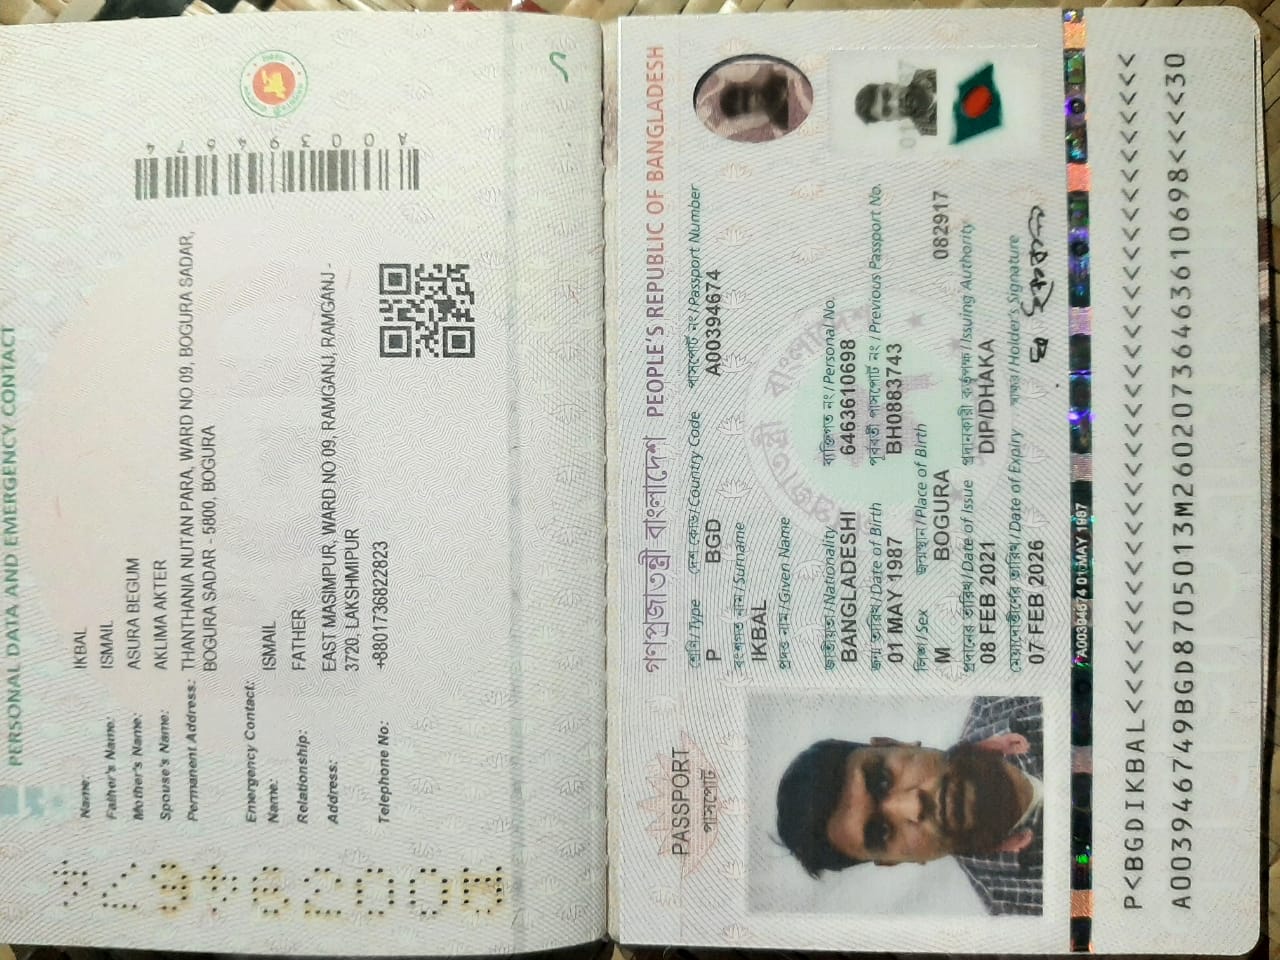 PERSONAL DATA AND EMERGENCY CONTACT
Name: IKBAL
Father's Name: ISMAIL
Mother's Name: ASURA BEGUM
Spouse's Name: AKLIMA AKTER
Permanent Address: THANTHANIA NUTAN PARA, WARD NO 09, BOGURA SADAR,
BOGURA SADAR - 5800, BOGURA
Emergency Contact:
Name: ISMAIL
Relationship: FATHER
Address: EAST MASIMPUR, WARD NO 09, RAMGANJ, RAMGANJ -
3720, LAKSHMIPUR
Telephone No: +8801736822823
A00394674
গণপ্রজাতন্ত্রী বাংলাদেশ PEOPLE'S REPUBLIC OF BANGLADESH
PASSPORT
পাসপোর্ট
শ্রেণি/Type দেশ কোড/Country Code পাসপোর্ট নং/Passport Number
P BGD A00394674
বংশগত নাম/Surname
IKBAL
প্রদত্ত নাম/Given Name
জাতীয়তা/Nationality ব্যক্তিগত নং/Personal No.
BANGLADESHI 6463610698
জন্ম তারিখ/Date of Birth পূর্ববর্তী পাসপোর্ট নং/Previous Passport No.
01 MAY 1987 BH0883743
লিঙ্গ/Sex জন্মস্থান/Place of Birth
M BOGURA 082917
প্রদানের তারিখ/Date of Issue প্রদানকারী কর্তৃপক্ষ/Issuing Authority
08 FEB 2021 DIP/DHAKA
মেয়াদোত্তীর্ণের তারিখ/Date of Expiry স্বাক্ষর/Holder's Signature
07 FEB 2026
A00394674 01 MAY 1987
P<BGDIKBAL<<<<<<<<<<<<<<<<<<<<<<<<<<<<<<<<<<
A003946749BGD8705013M26020736463610698<<<<30